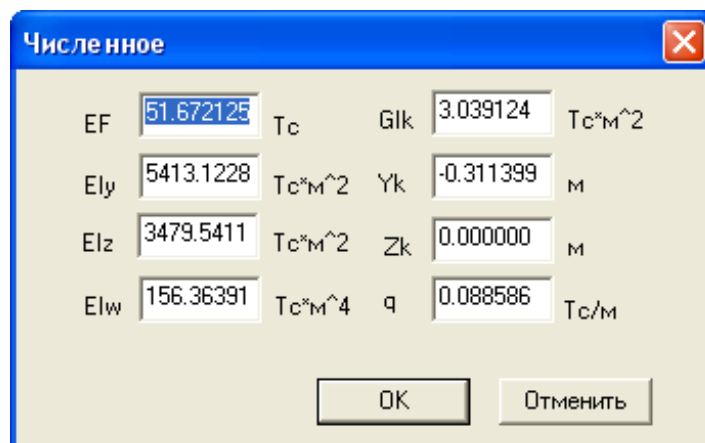 Численное
EF 51.672125 Тс GIk 3.039124 Тс*м^2
EIy 5413.1228 Тс*м^2 Yk -0.311399 м
EIz 3479.5411 Тс*м^2 Zk 0.000000 м
EIw 156.36391 Тс*м^4 q 0.088586 Тс/м
OK Отменить